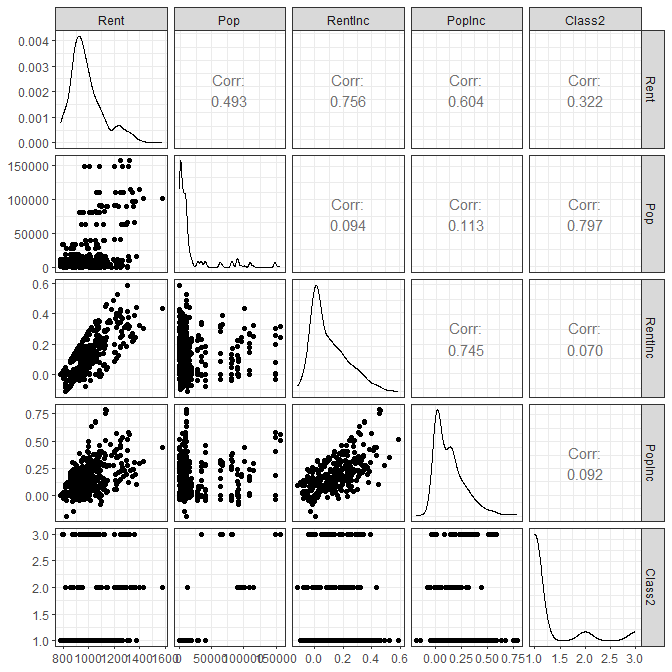 Rent Pop RentInc PopInc Class2
0.004
0.003
0.002
0.001
0.000
Corr:
0.493
Corr:
0.756
Corr:
0.604
Corr:
0.322
Rent
150000
100000
50000
0
Corr:
0.094
Corr:
0.113
Corr:
0.797
Pop
0.6
0.4
0.2
0.0
Corr:
0.745
Corr:
0.070
RentInc
0.75
0.50
0.25
0.00
Corr:
0.092
PopInc
3.0
2.5
2.0
1.5
1.0
Class2
800 1000 1200 1400 1600 0 50000 100000 150000 0.0 0.2 0.4 0.6 0.00 0.25 0.50 0.75 1.0 1.5 2.0 2.5 3.0